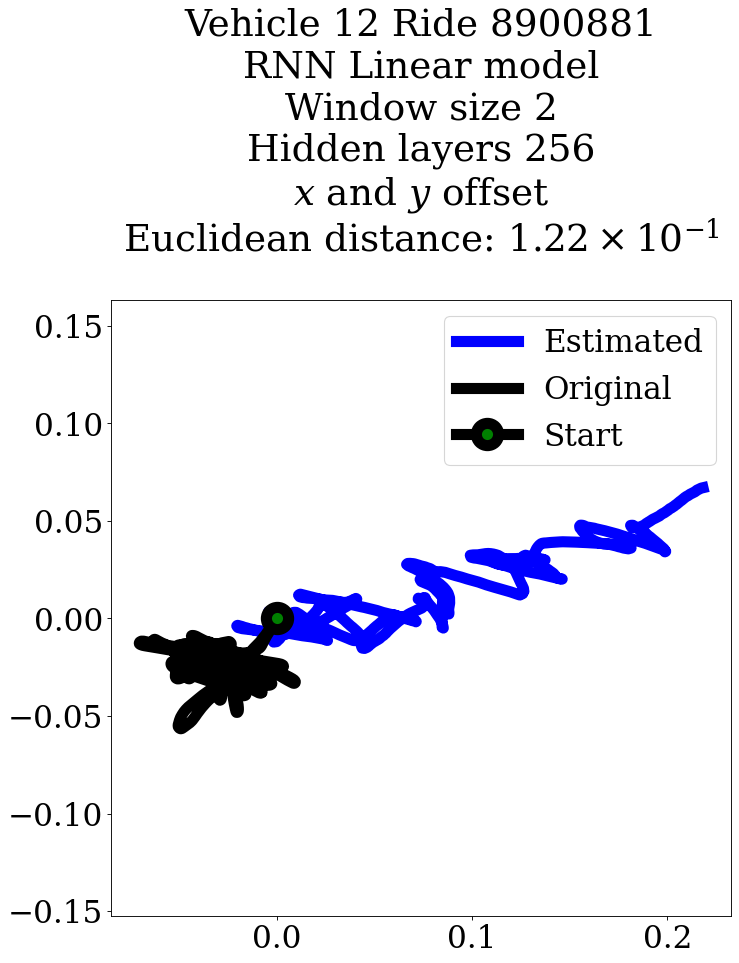 Vehicle 12 Ride 8900881
RNN Linear model
Window size 2
Hidden layers 256
x and y offset
Euclidean distance: 1.22 × 10⁻¹
Estimated
Original
Start
0.15
0.10
0.05
0.00
−0.05
−0.10
−0.15
0.0 0.1 0.2